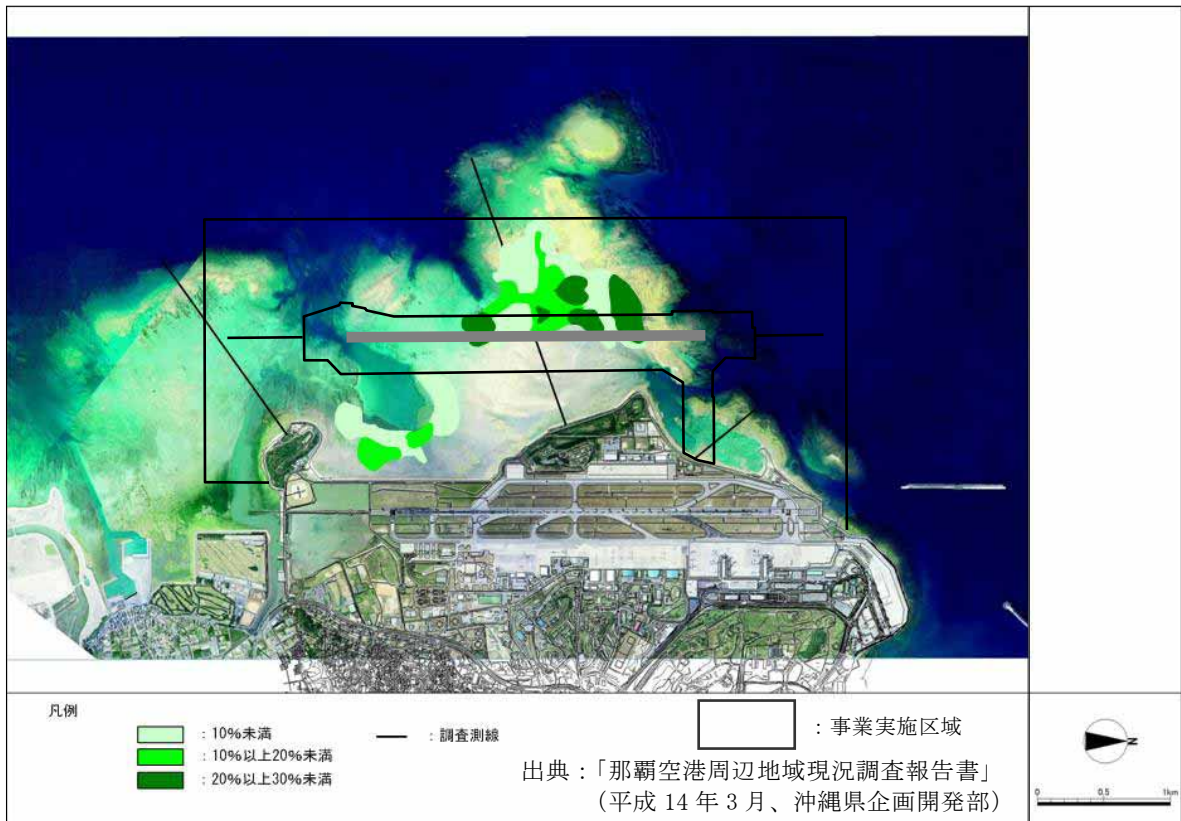 凡例
：10%未満
：10%以上20%未満
：20%以上30%未満
：調査測線
：事業実施区域
出典：「那覇空港周辺地域現況調査報告書」
（平成 14 年 3 月、沖縄県企画開発部）
N
0 0.5 1km